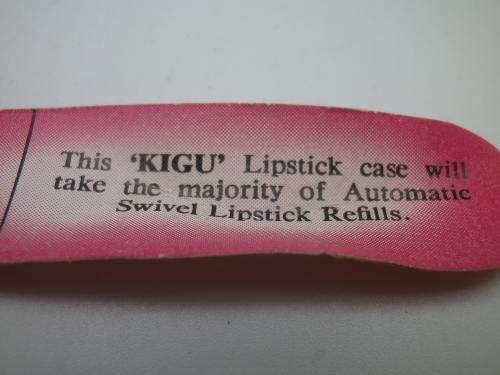 This 'KIGU' Lipstick case will
take the majority of Automatic
Swivel Lipstick Refills.